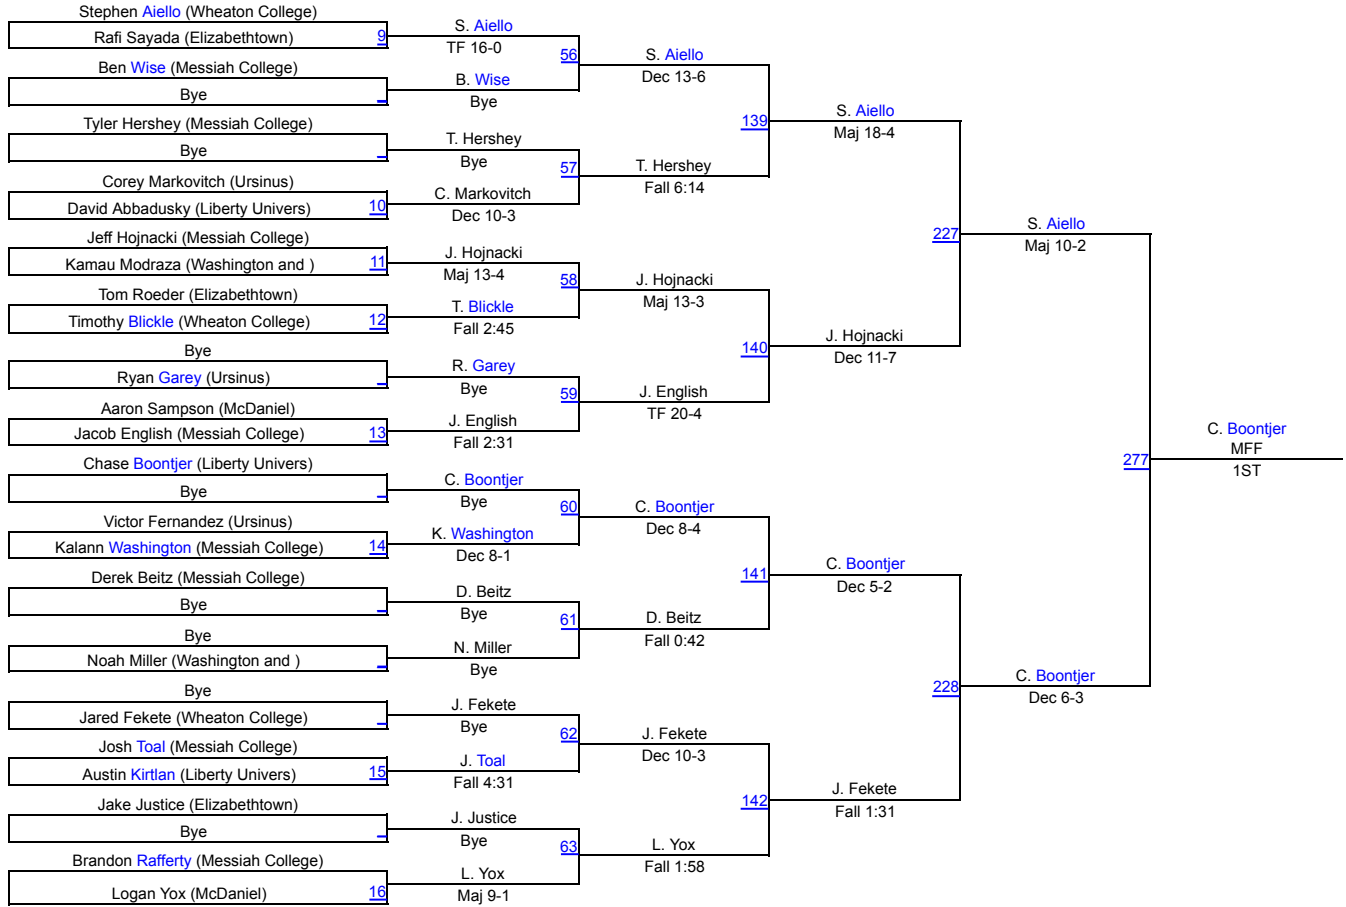 Stephen Aiello (Wheaton College)
Rafi Sayada (Elizabethtown)
9
Ben Wise (Messiah College)
Bye
Tyler Hershey (Messiah College)
Bye
Corey Markovitch (Ursinus)
David Abbadusky (Liberty Univers)
10
Jeff Hojnacki (Messiah College)
Kamau Modraza (Washington and )
11
Tom Roeder (Elizabethtown)
Timothy Blickle (Wheaton College)
12
Bye
Ryan Garey (Ursinus)
Aaron Sampson (McDaniel)
Jacob English (Messiah College)
13
Chase Boontjer (Liberty Univers)
Bye
Victor Fernandez (Ursinus)
Kalann Washington (Messiah College)
14
Derek Beitz (Messiah College)
Bye
Bye
Noah Miller (Washington and )
Bye
Jared Fekete (Wheaton College)
Josh Toal (Messiah College)
Austin Kirtlan (Liberty Univers)
15
Jake Justice (Elizabethtown)
Bye
Brandon Rafferty (Messiah College)
Logan Yox (McDaniel)
16
S. Aiello
TF 16-0
56
B. Wise
Bye
T. Hershey
Bye
57
C. Markovitch
Dec 10-3
J. Hojnacki
Maj 13-4
58
T. Blickle
Fall 2:45
R. Garey
Bye
59
J. English
Fall 2:31
C. Boontjer
Bye
60
K. Washington
Dec 8-1
D. Beitz
Bye
61
N. Miller
Bye
J. Fekete
Bye
62
J. Toal
Fall 4:31
J. Justice
Bye
63
L. Yox
Maj 9-1
S. Aiello
Dec 13-6
139
T. Hershey
Fall 6:14
J. Hojnacki
Maj 13-3
140
J. English
TF 20-4
C. Boontjer
Dec 8-4
141
D. Beitz
Fall 0:42
J. Fekete
Dec 10-3
142
L. Yox
Fall 1:58
S. Aiello
Maj 18-4
227
J. Hojnacki
Dec 11-7
C. Boontjer
Dec 5-2
228
J. Fekete
Fall 1:31
S. Aiello
Maj 10-2
277
C. Boontjer
Dec 6-3
C. Boontjer
MFF
1ST